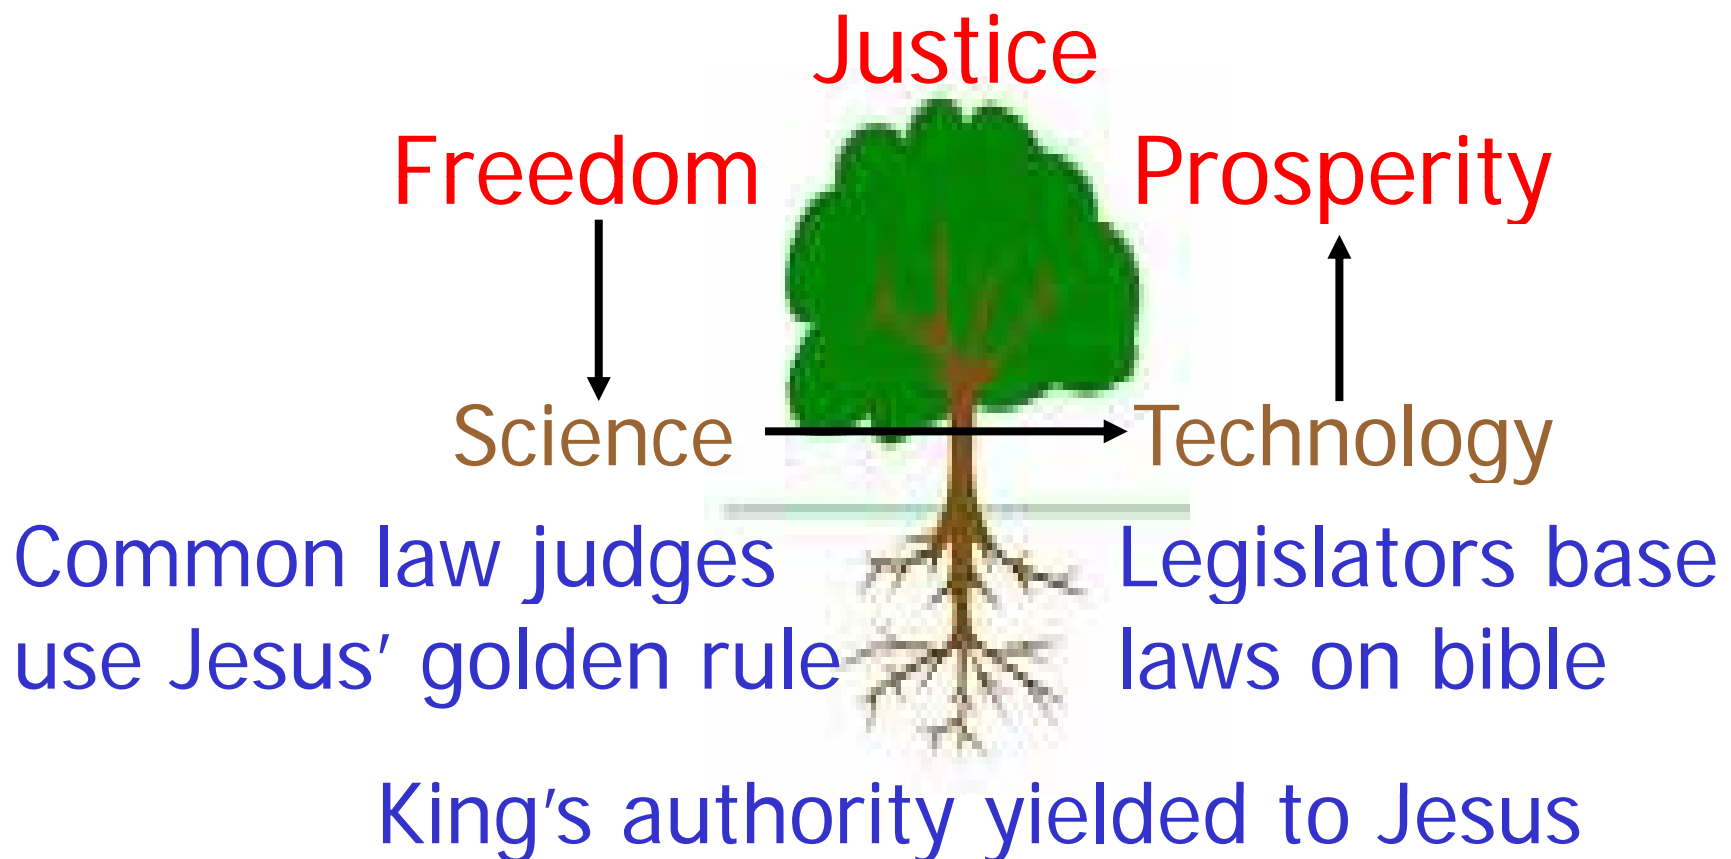 Justice
Freedom
Prosperity
Science
Technology
Common law judges
use Jesus' golden rule
Legislators base
laws on bible
King's authority yielded to Jesus